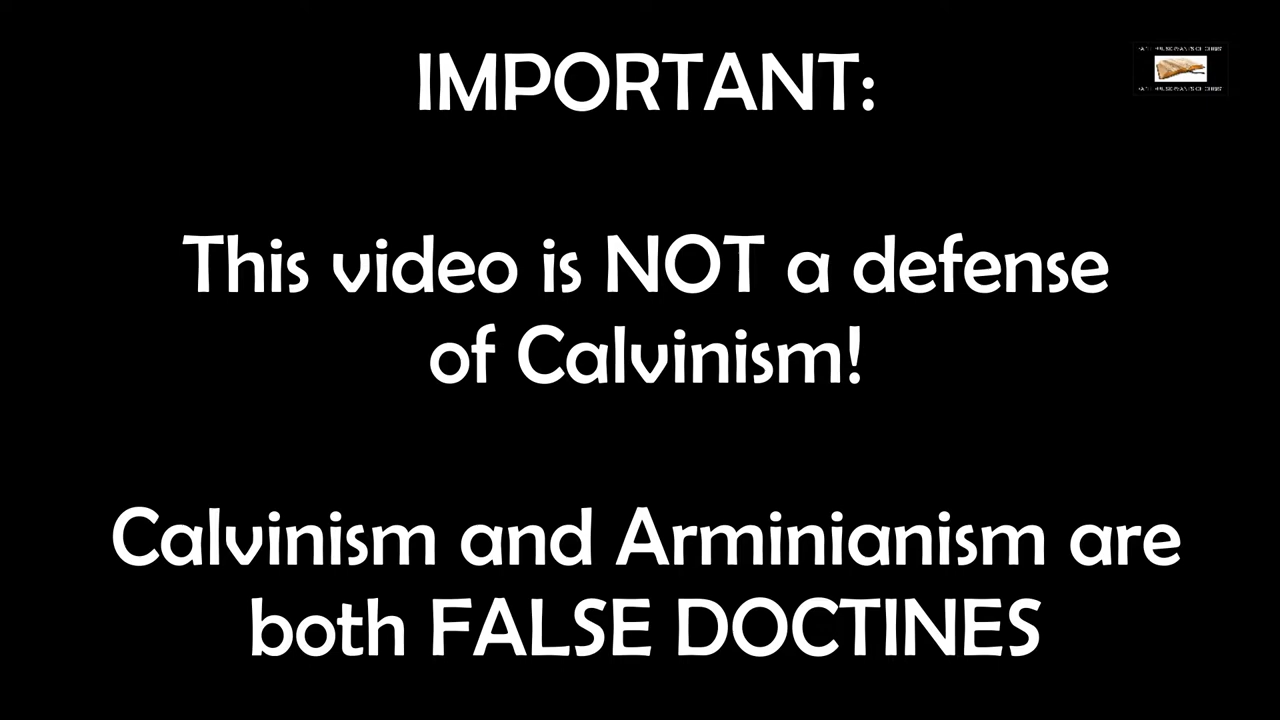 IMPORTANT:
This video is NOT a defense
of Calvinism!
Calvinism and Arminianism are
both FALSE DOCTINES